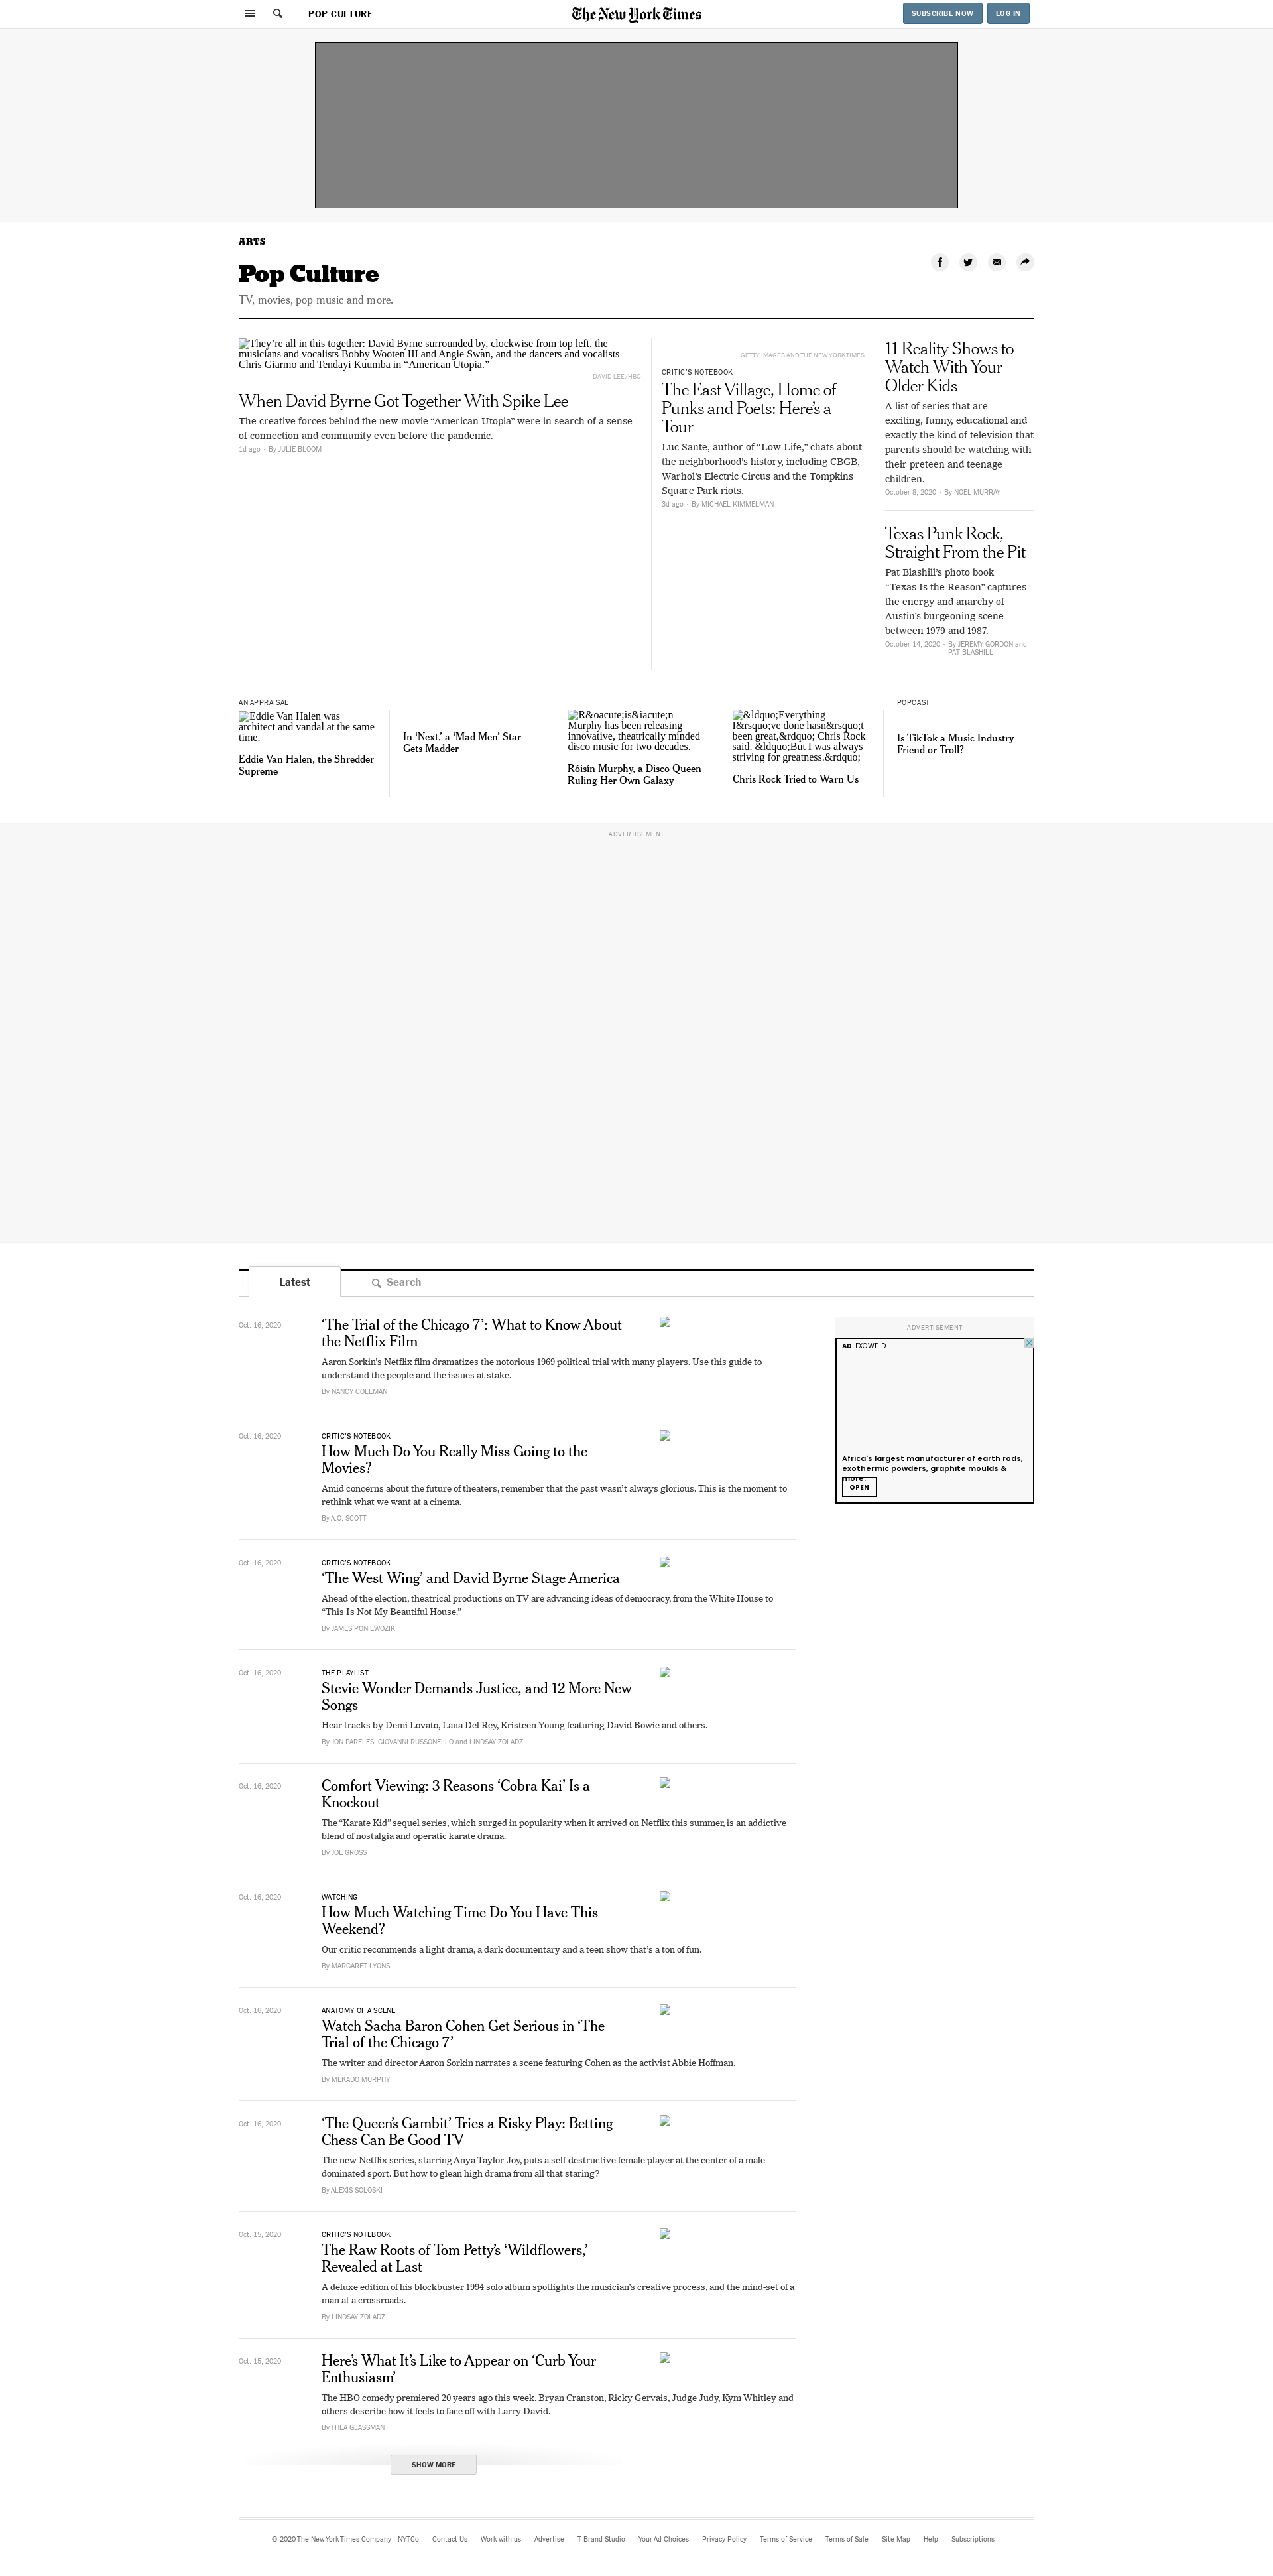 POP CULTURE
The New York Times
SUBSCRIBE NOW
LOG IN
ARTS
Pop Culture
TV, movies, pop music and more.
They’re all in this together: David Byrne surrounded by, clockwise from top left, the
musicians and vocalists Bobby Wooten III and Angie Swan, and the dancers and vocalists
Chris Giarmo and Tendayi Kuumba in “American Utopia.”
DAVID LEE/HBO
When David Byrne Got Together With Spike Lee
The creative forces behind the new movie “American Utopia” were in search of a sense
of connection and community even before the pandemic.
1d ago - By JULIE BLOOM
GETTY IMAGES AND THE NEW YORK TIMES
CRITIC’S NOTEBOOK
The East Village, Home of
Punks and Poets: Here’s a
Tour
Luc Sante, author of “Low Life,” chats about
the neighborhood’s history, including CBGB,
Warhol’s Electric Circus and the Tompkins
Square Park riots.
3d ago - By MICHAEL KIMMELMAN
11 Reality Shows to
Watch With Your
Older Kids
A list of series that are
exciting, funny, educational and
exactly the kind of television that
parents should be watching with
their preteen and teenage
children.
October 8, 2020 - By NOEL MURRAY
Texas Punk Rock,
Straight From the Pit
Pat Blashill’s photo book
“Texas Is the Reason” captures
the energy and anarchy of
Austin’s burgeoning scene
between 1979 and 1987.
October 14, 2020 - By JEREMY GORDON and
PAT BLASHILL
AN APPRAISAL
Eddie Van Halen was
architect and vandal at the same
time.
Eddie Van Halen, the Shredder
Supreme
In ‘Next,’ a ‘Mad Men’ Star
Gets Madder
R&oacute;is&iacute;n
Murphy has been releasing
innovative, theatrically minded
disco music for two decades.
Róisín Murphy, a Disco Queen
Ruling Her Own Galaxy
&ldquo;Everything
I&rsquo;ve done hasn&rsquo;t
been great,&rdquo; Chris Rock
said. &ldquo;But I was always
striving for greatness.&rdquo;
Chris Rock Tried to Warn Us
POPCAST
Is TikTok a Music Industry
Friend or Troll?
ADVERTISEMENT
Latest
Search
Oct. 16, 2020
‘The Trial of the Chicago 7’: What to Know About
the Netflix Film
Aaron Sorkin’s Netflix film dramatizes the notorious 1969 political trial with many players. Use this guide to
understand the people and the issues at stake.
By NANCY COLEMAN
Oct. 16, 2020
CRITIC’S NOTEBOOK
How Much Do You Really Miss Going to the
Movies?
Amid concerns about the future of theaters, remember that the past wasn’t always glorious. This is the moment to
rethink what we want at a cinema.
By A.O. SCOTT
Oct. 16, 2020
CRITIC’S NOTEBOOK
‘The West Wing’ and David Byrne Stage America
Ahead of the election, theatrical productions on TV are advancing ideas of democracy, from the White House to
“This Is Not My Beautiful House.”
By JAMES PONIEWOZIK
Oct. 16, 2020
THE PLAYLIST
Stevie Wonder Demands Justice, and 12 More New
Songs
Hear tracks by Demi Lovato, Lana Del Rey, Kristeen Young featuring David Bowie and others.
By JON PARELES, GIOVANNI RUSSONELLO and LINDSAY ZOLADZ
Oct. 16, 2020
Comfort Viewing: 3 Reasons ‘Cobra Kai’ Is a
Knockout
The “Karate Kid” sequel series, which surged in popularity when it arrived on Netflix this summer, is an addictive
blend of nostalgia and operatic karate drama.
By JOE GROSS
Oct. 16, 2020
WATCHING
How Much Watching Time Do You Have This
Weekend?
Our critic recommends a light drama, a dark documentary and a teen show that’s a ton of fun.
By MARGARET LYONS
Oct. 16, 2020
ANATOMY OF A SCENE
Watch Sacha Baron Cohen Get Serious in ‘The
Trial of the Chicago 7’
The writer and director Aaron Sorkin narrates a scene featuring Cohen as the activist Abbie Hoffman.
By MEKADO MURPHY
Oct. 16, 2020
‘The Queen’s Gambit’ Tries a Risky Play: Betting
Chess Can Be Good TV
The new Netflix series, starring Anya Taylor-Joy, puts a self-destructive female player at the center of a male-
dominated sport. But how to glean high drama from all that staring?
By ALEXIS SOLOSKI
Oct. 15, 2020
CRITIC’S NOTEBOOK
The Raw Roots of Tom Petty’s ‘Wildflowers,’
Revealed at Last
A deluxe edition of his blockbuster 1994 solo album spotlights the musician’s creative process, and the mind-set of a
man at a crossroads.
By LINDSAY ZOLADZ
Oct. 15, 2020
Here’s What It’s Like to Appear on ‘Curb Your
Enthusiasm’
The HBO comedy premiered 20 years ago this week. Bryan Cranston, Ricky Gervais, Judge Judy, Kym Whitley and
others describe how it feels to face off with Larry David.
By THEA GLASSMAN
SHOW MORE
ADVERTISEMENT
AD EXOWELD
Africa's largest manufacturer of earth rods,
exothermic powders, graphite moulds &
more.
OPEN
© 2020 The New York Times Company NYTCo Contact Us Work with us Advertise T Brand Studio Your Ad Choices Privacy Policy Terms of Service Terms of Sale Site Map Help Subscriptions